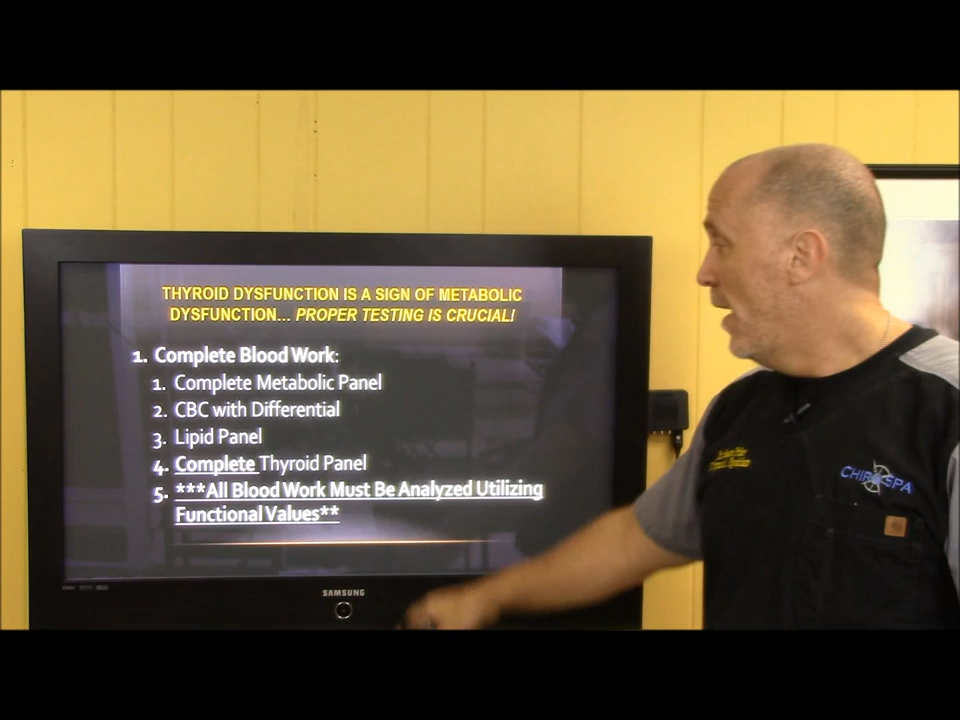 THYROID DYSFUNCTION IS A SIGN OF METABOLIC
DYSFUNCTION... PROPER TESTING IS CRUCIAL!
1. Complete Blood Work:
1. Complete Metabolic Panel
2. CBC with Differential
3. Lipid Panel
4. Complete Thyroid Panel
5. ***All Blood Work Must Be Analyzed Utilizing
Functional Values**
SAMSUNG
CHIROSPA